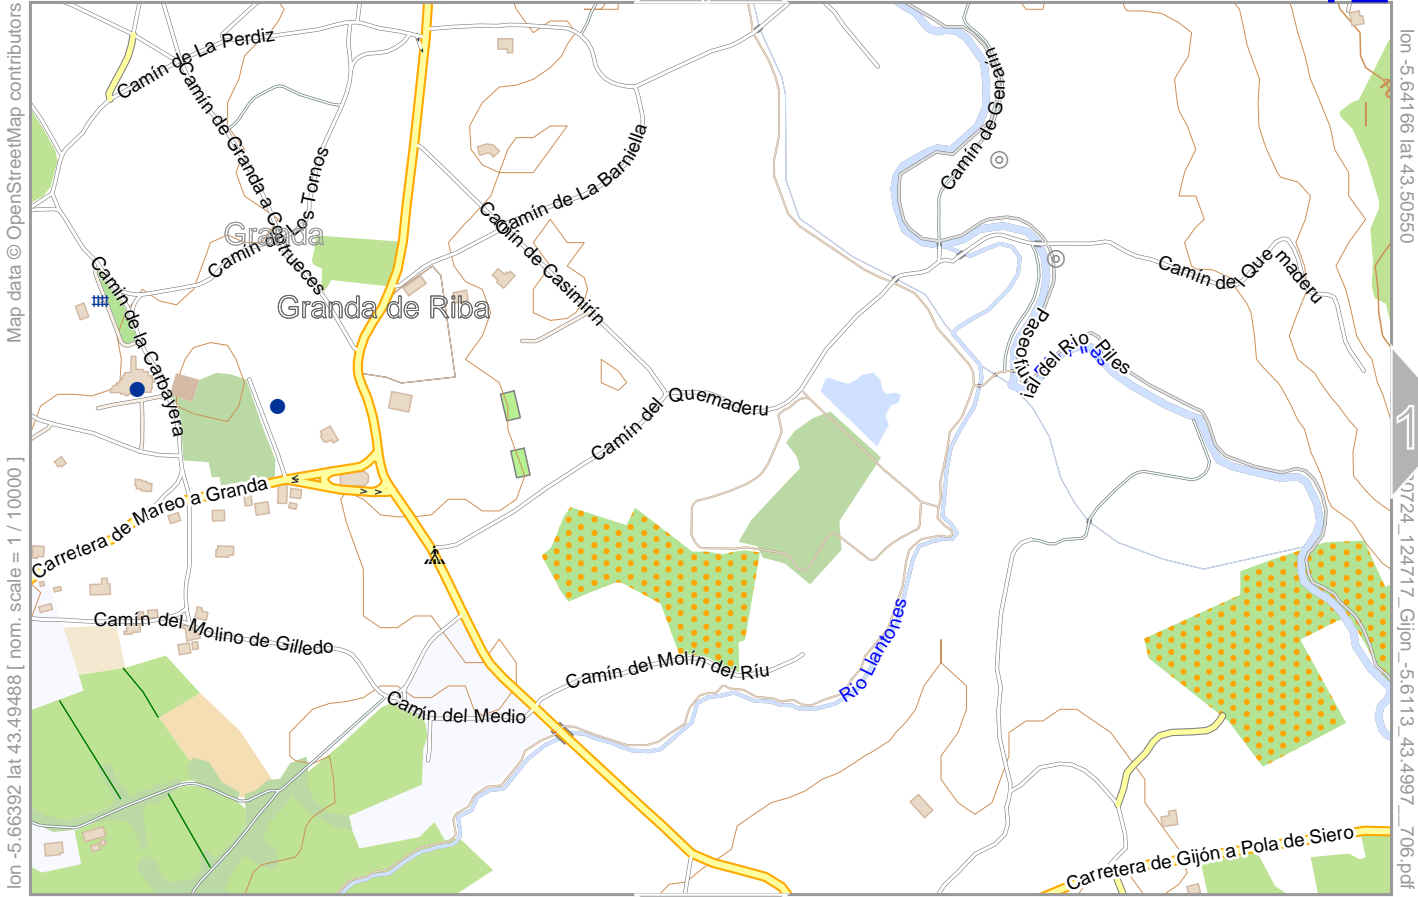 Map data © OpenStreetMap contributors
lon -5.66392 lat 43.49488 [ nom. scale = 1 / 10000 ]
lon -5.64166 lat 43.50550
0724_124717_Gijon_-5.6113_43.4997__706.pdf
1
Camín de La Perdiz
Camín de Granda a Cotrueces
Camín de Los Tornos
Granda
Granda de Riba
Camín de la Carbayera
Camín de La Barniella
Camín de Casimirín
Camín de Genarín
Camín del Quemaderu
Paseo fluvial del Río Piles
Camín del Quemaderu
Carretera de Mareo a Granda
Camín del Molino de Gilledo
Camín del Medio
Camín del Molín del Ríu
Río Llantones
Carretera de Gijón a Pola de Siero